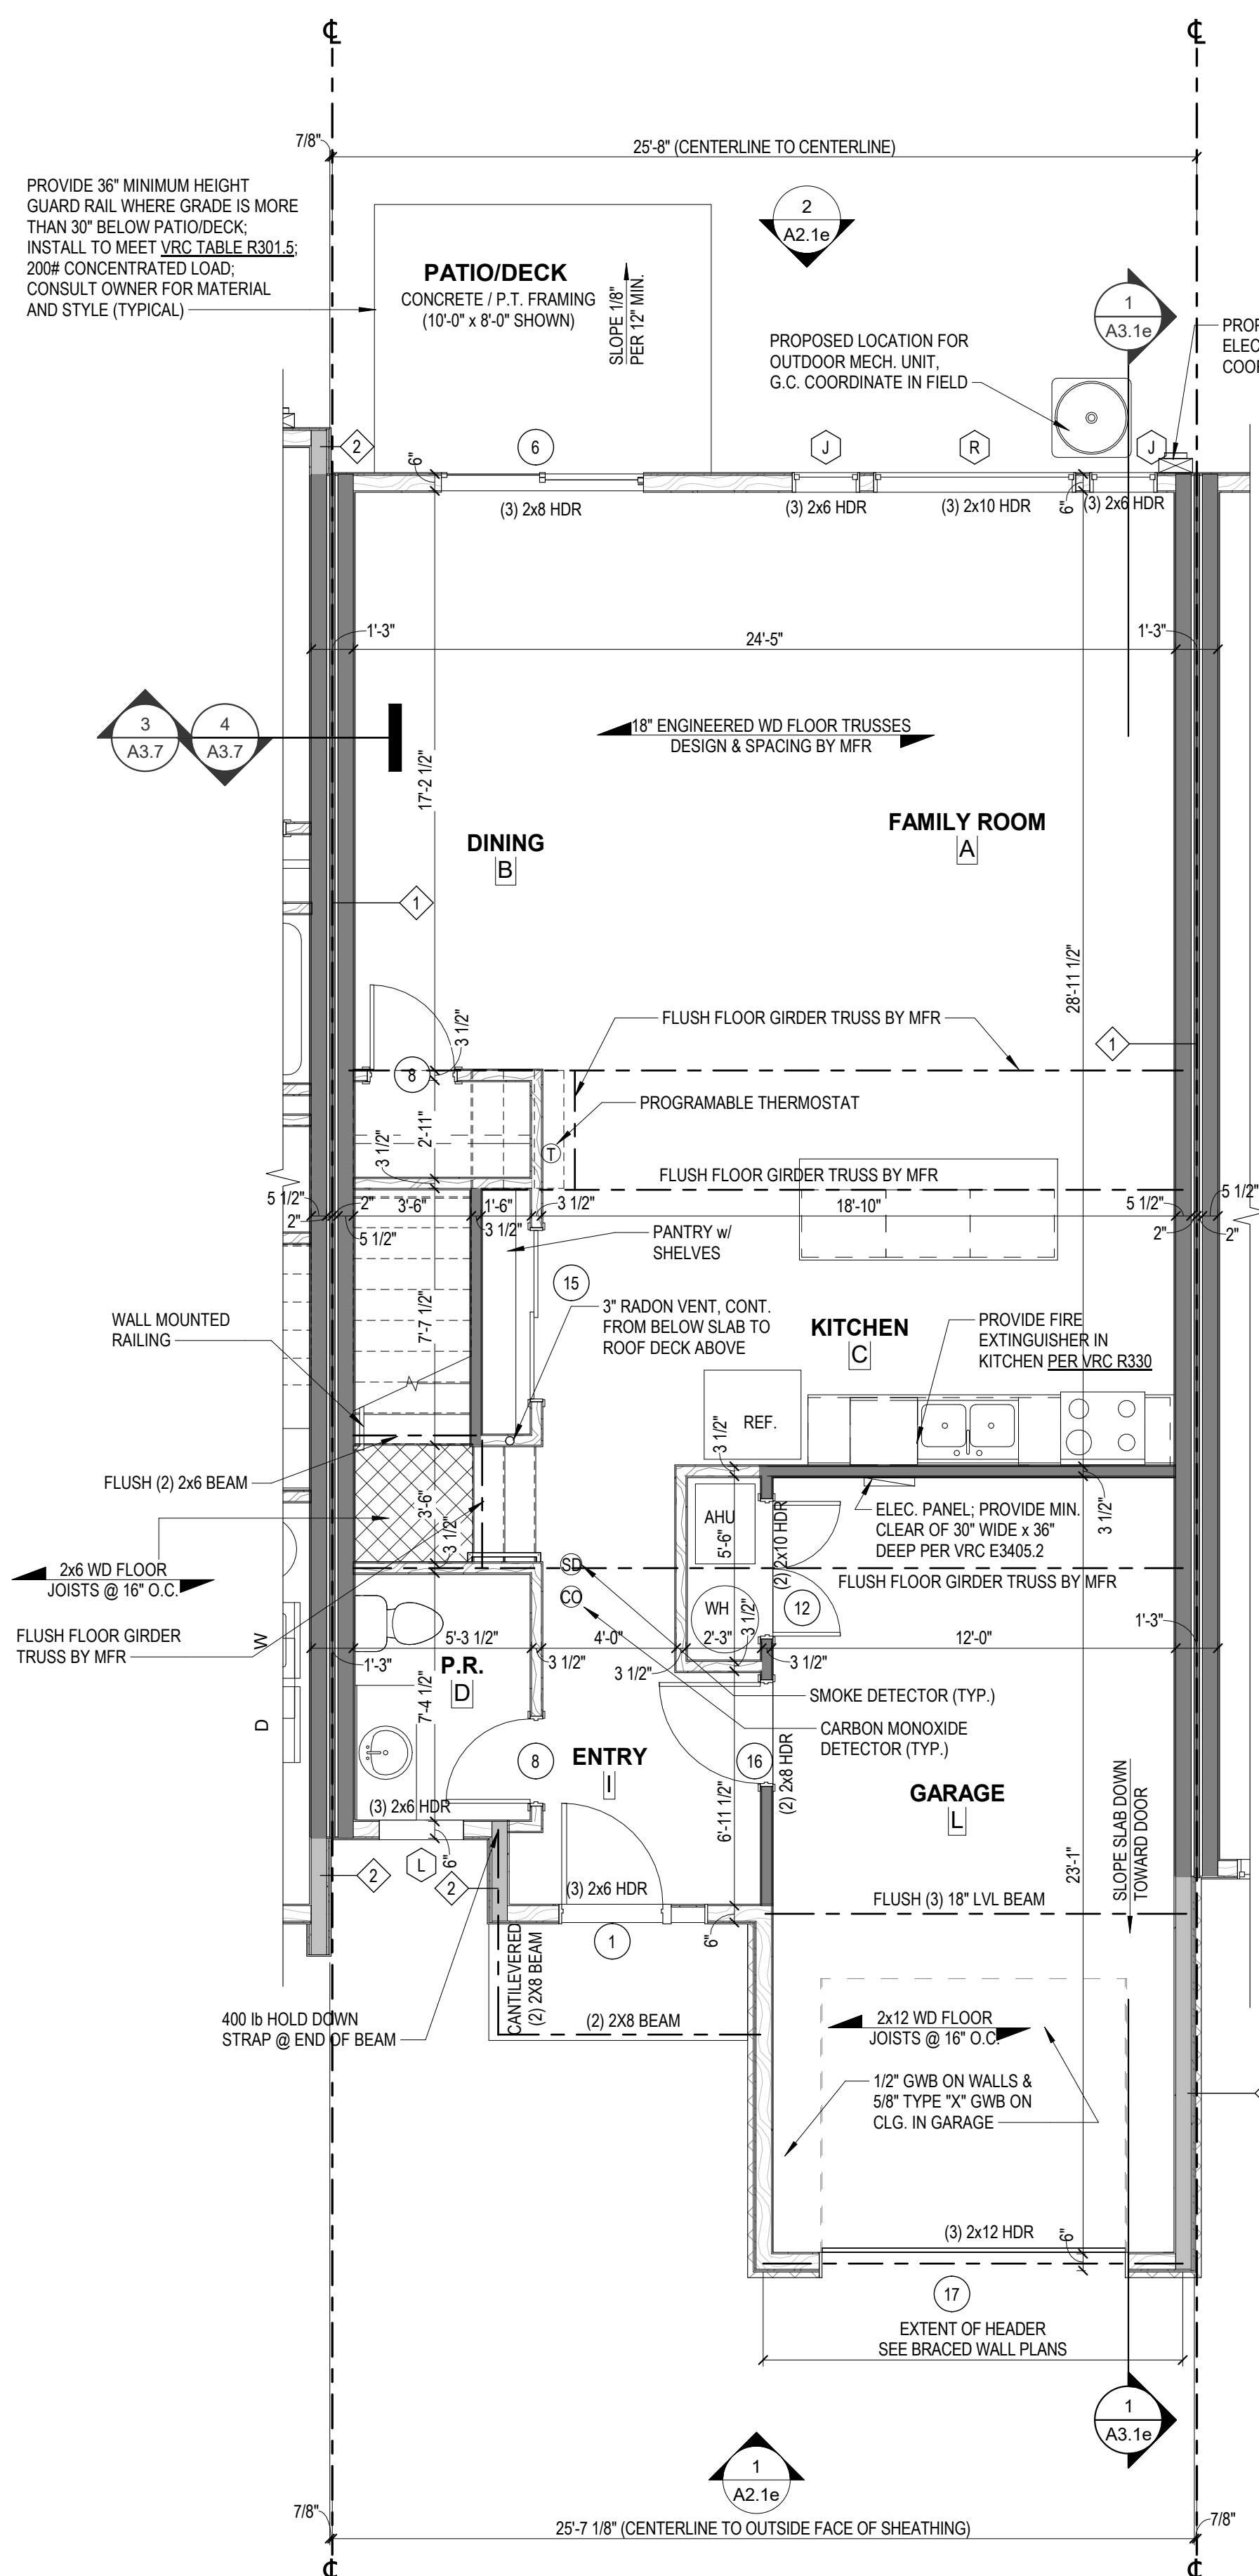 ℄
℄
7/8"
25'-8" (CENTERLINE TO CENTERLINE)
PROVIDE 36" MINIMUM HEIGHT
GUARD RAIL WHERE GRADE IS MORE
THAN 30" BELOW PATIO/DECK;
INSTALL TO MEET VRC TABLE R301.5;
200# CONCENTRATED LOAD;
CONSULT OWNER FOR MATERIAL
AND STYLE (TYPICAL)
PATIO/DECK
CONCRETE / P.T. FRAMING
(10'-0" x 8'-0" SHOWN)
SLOPE 1/8"
PER 12" MIN.
2
A2.1e
1
A3.1e
PROPOSED LOCATION FOR
OUTDOOR MECH. UNIT,
G.C. COORDINATE IN FIELD
2
6
J
R
J
6"
(3) 2x8 HDR
(3) 2x6 HDR
(3) 2x10 HDR
6"
(3) 2x6 HDR
1'-3"
24'-5"
1'-3"
3
A3.7
4
A3.7
18" ENGINEERED WD FLOOR TRUSSES
DESIGN & SPACING BY MFR
17'-2 1/2"
DINING
B
FAMILY ROOM
A
1
28'-11 1/2"
3 1/2"
FLUSH FLOOR GIRDER TRUSS BY MFR
1
8
PROGRAMABLE THERMOSTAT
2'-11"
3 1/2"
T
FLUSH FLOOR GIRDER TRUSS BY MFR
5 1/2"
2"
2"
5 1/2"
3'-6"
1'-6"
3 1/2"
3 1/2"
18'-10"
5 1/2"
2"
5 1/2"
2"
PANTRY w/
SHELVES
15
3" RADON VENT, CONT.
FROM BELOW SLAB TO
ROOF DECK ABOVE
WALL MOUNTED
RAILING
7'-7 1/2"
KITCHEN
C
PROVIDE FIRE
EXTINGUISHER IN
KITCHEN PER VRC R330
REF.
3 1/2"
FLUSH (2) 2x6 BEAM
3'-6"
3 1/2"
AHU
5'-6"
(2) 2x10 HDR
ELEC. PANEL; PROVIDE MIN.
CLEAR OF 30" WIDE x 36"
DEEP PER VRC E3405.2
3 1/2"
2x6 WD FLOOR
JOISTS @ 16" O.C.
SD
CO
FLUSH FLOOR GIRDER TRUSS BY MFR
WH
3 1/2"
12
1'-3"
FLUSH FLOOR GIRDER
TRUSS BY MFR
W
D
1'-3"
5'-3 1/2"
3 1/2"
4'-0"
3 1/2"
2'-3"
3 1/2"
12'-0"
P.R.
D
7'-4 1/2"
SMOKE DETECTOR (TYP.)
CARBON MONOXIDE
DETECTOR (TYP.)
8
ENTRY
I
16
(2) 2x8 HDR
GARAGE
L
SLOPE SLAB DOWN
TOWARD DOOR
(3) 2x6 HDR
6'-11 1/2"
23'-1"
6"
2
L
2
(3) 2x6 HDR
FLUSH (3) 18" LVL BEAM
1
6"
CANTILEVERED
(2) 2X8 BEAM
(2) 2X8 BEAM
400 lb HOLD DOWN
STRAP @ END OF BEAM
2x12 WD FLOOR
JOISTS @ 16" O.C.
1/2" GWB ON WALLS &
5/8" TYPE "X" GWB ON
CLG. IN GARAGE
(3) 2x12 HDR
6"
17
EXTENT OF HEADER
SEE BRACED WALL PLANS
1
A3.1e
1
A2.1e
7/8"
25'-7 1/8" (CENTERLINE TO OUTSIDE FACE OF SHEATHING)
7/8"
℄
℄